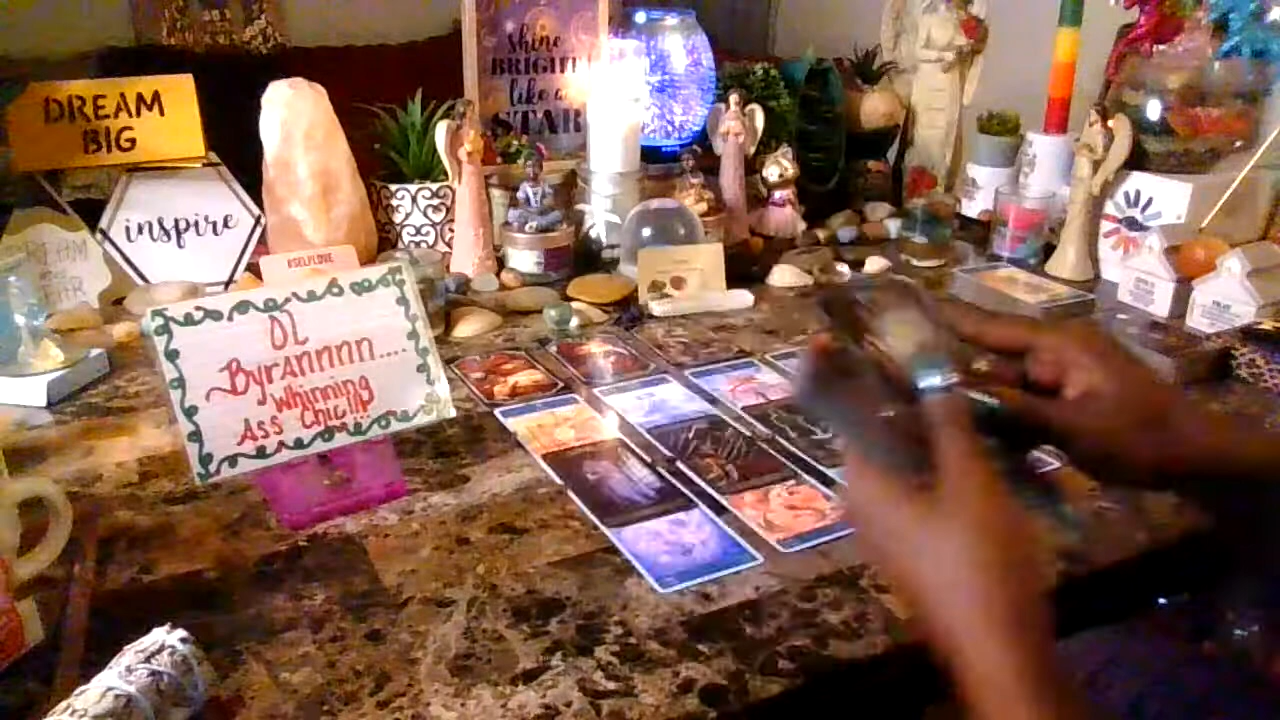 shine
BRIGHT
like a
STAR
DREAM
BIG
inspire
#SELFLOVE
OL
Byrannnn....
Whinning
ASS CHIC!!!